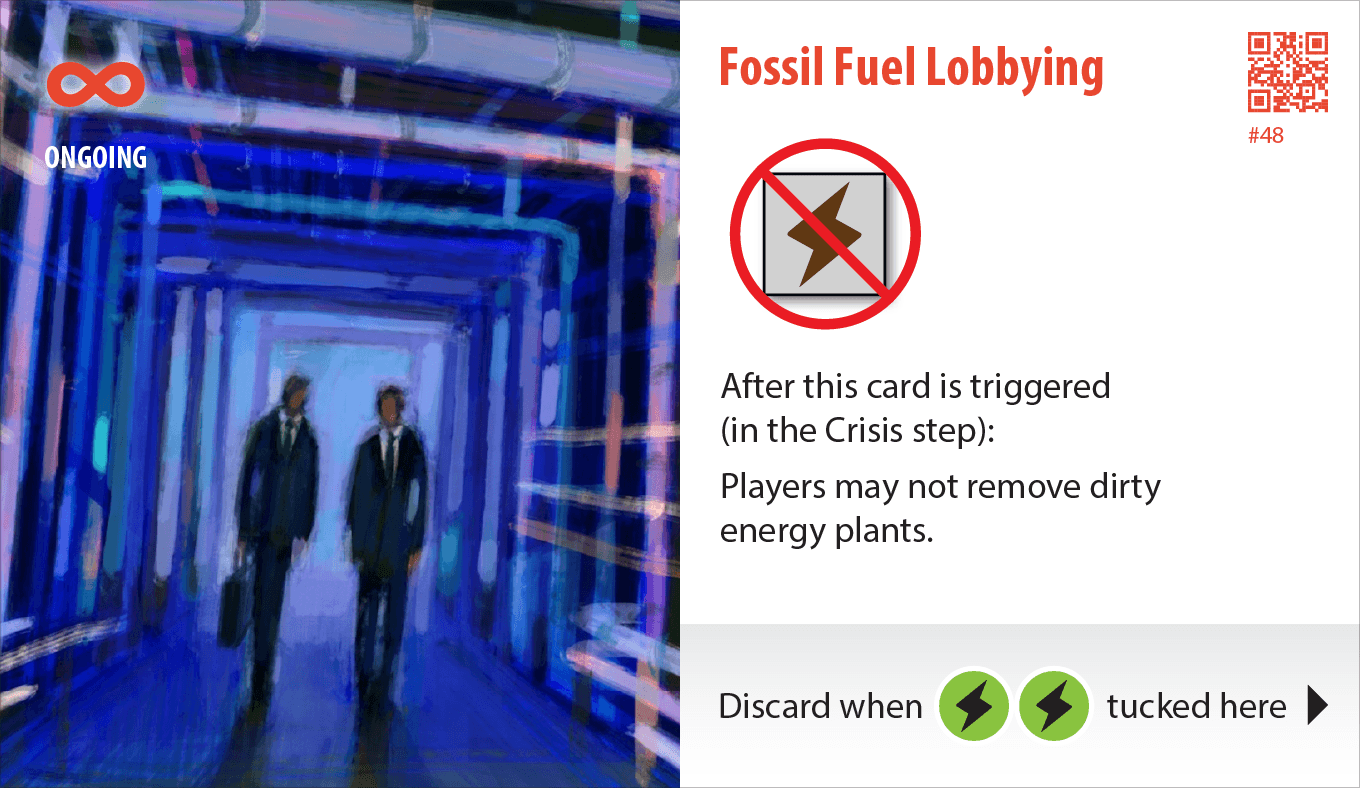 ONGOING
Fossil Fuel Lobbying
#48
After this card is triggered
(in the Crisis step):
Players may not remove dirty
energy plants.
Discard when tucked here